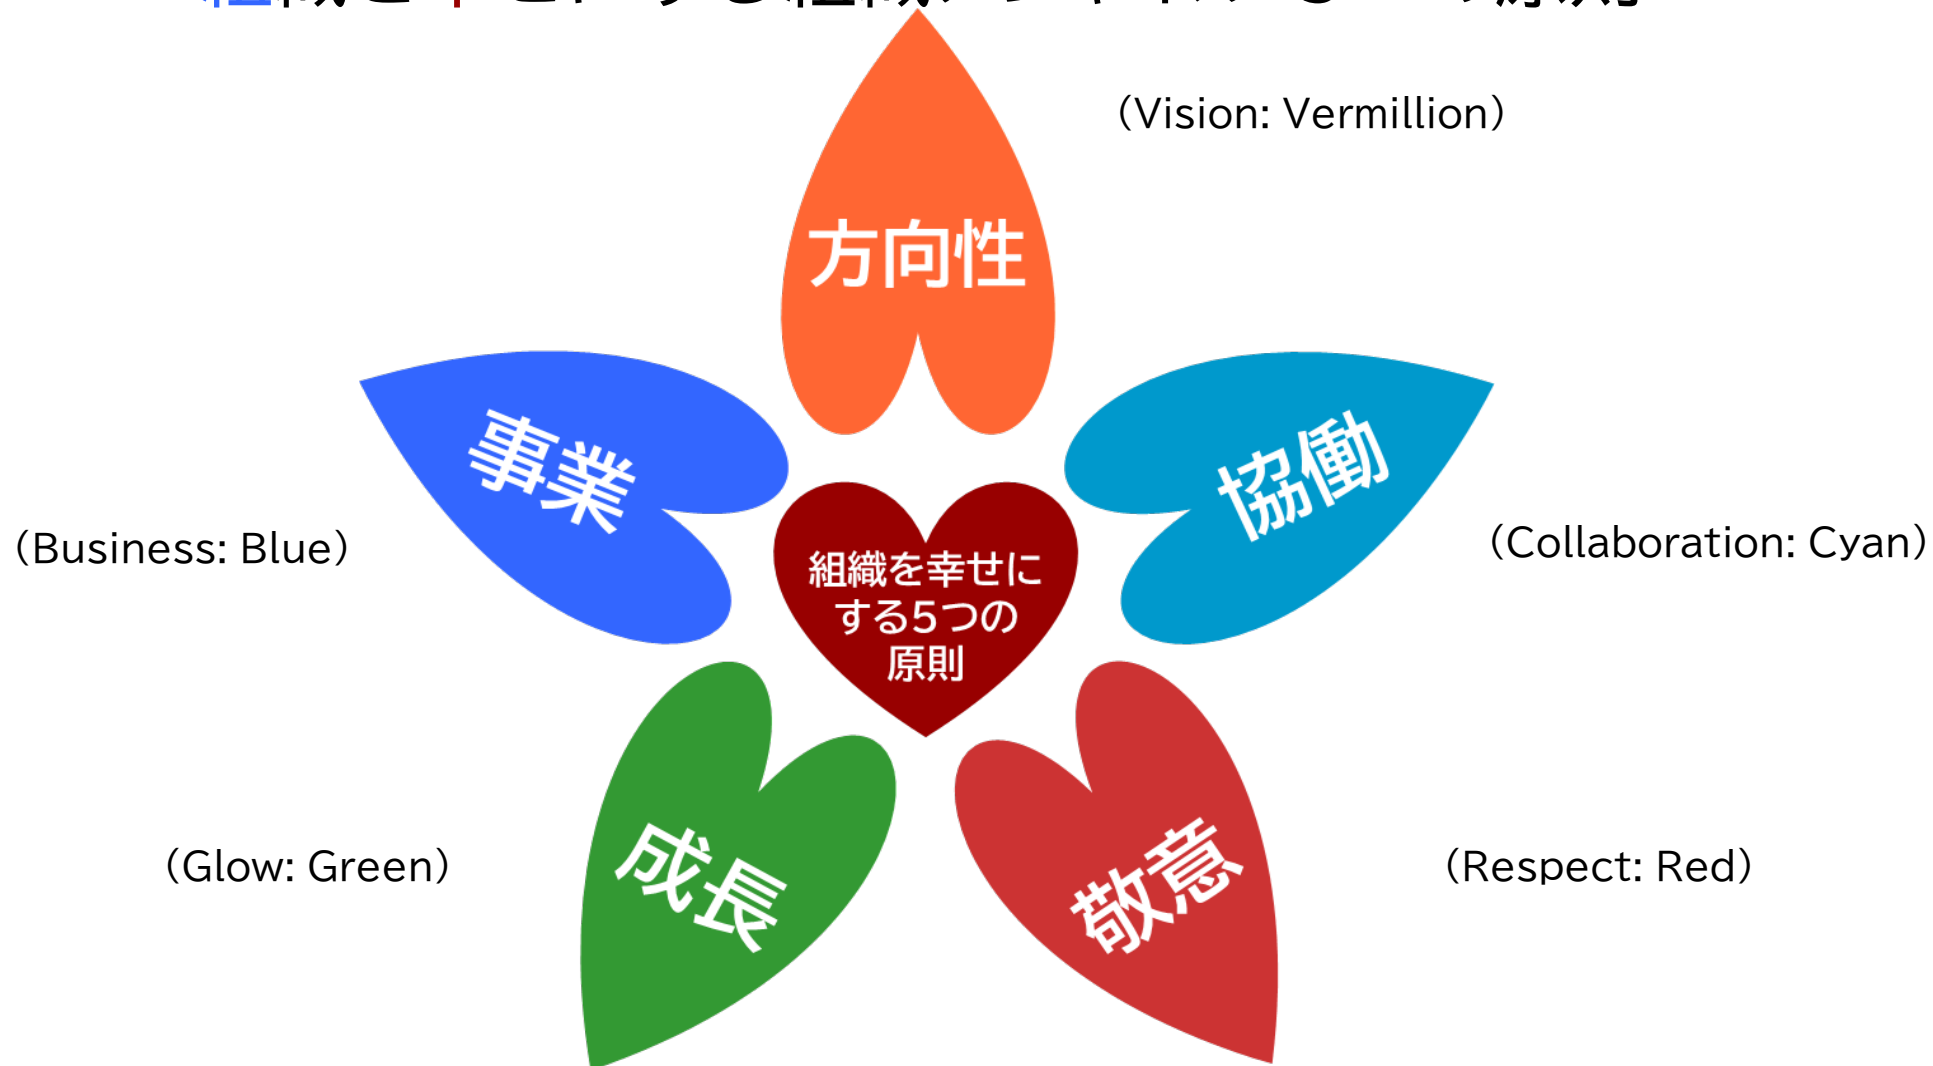 (Vision: Vermillion)
方向性
事業
協働
(Business: Blue)
(Collaboration: Cyan)
組織を幸せに
する5つの
原則
成長
敬意
(Glow: Green)
(Respect: Red)